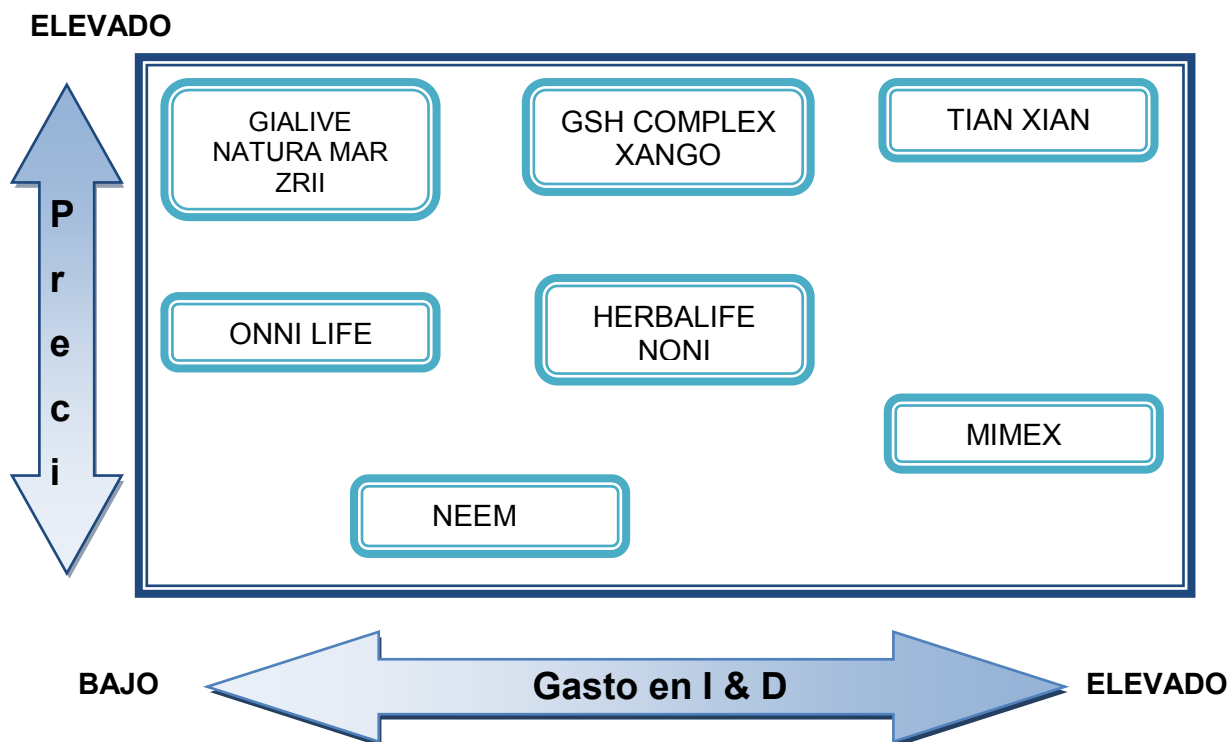 ELEVADO
GIALIVE
NATURA MAR
ZRII
GSH COMPLEX
XANGO
TIAN XIAN
P
r
e
c
i
ONNI LIFE
HERBALIFE
NONI
MIMEX
NEEM
BAJO
Gasto en I & D
ELEVADO